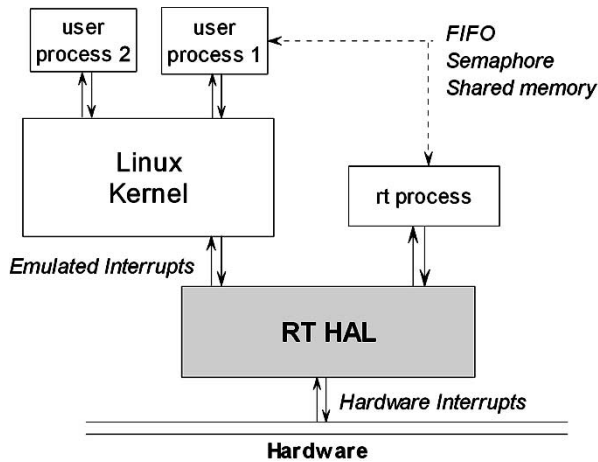 user
process 2
user
process 1
FIFO
Semaphore
Shared memory
Linux
Kernel
rt process
Emulated Interrupts
RT HAL
Hardware Interrupts
Hardware